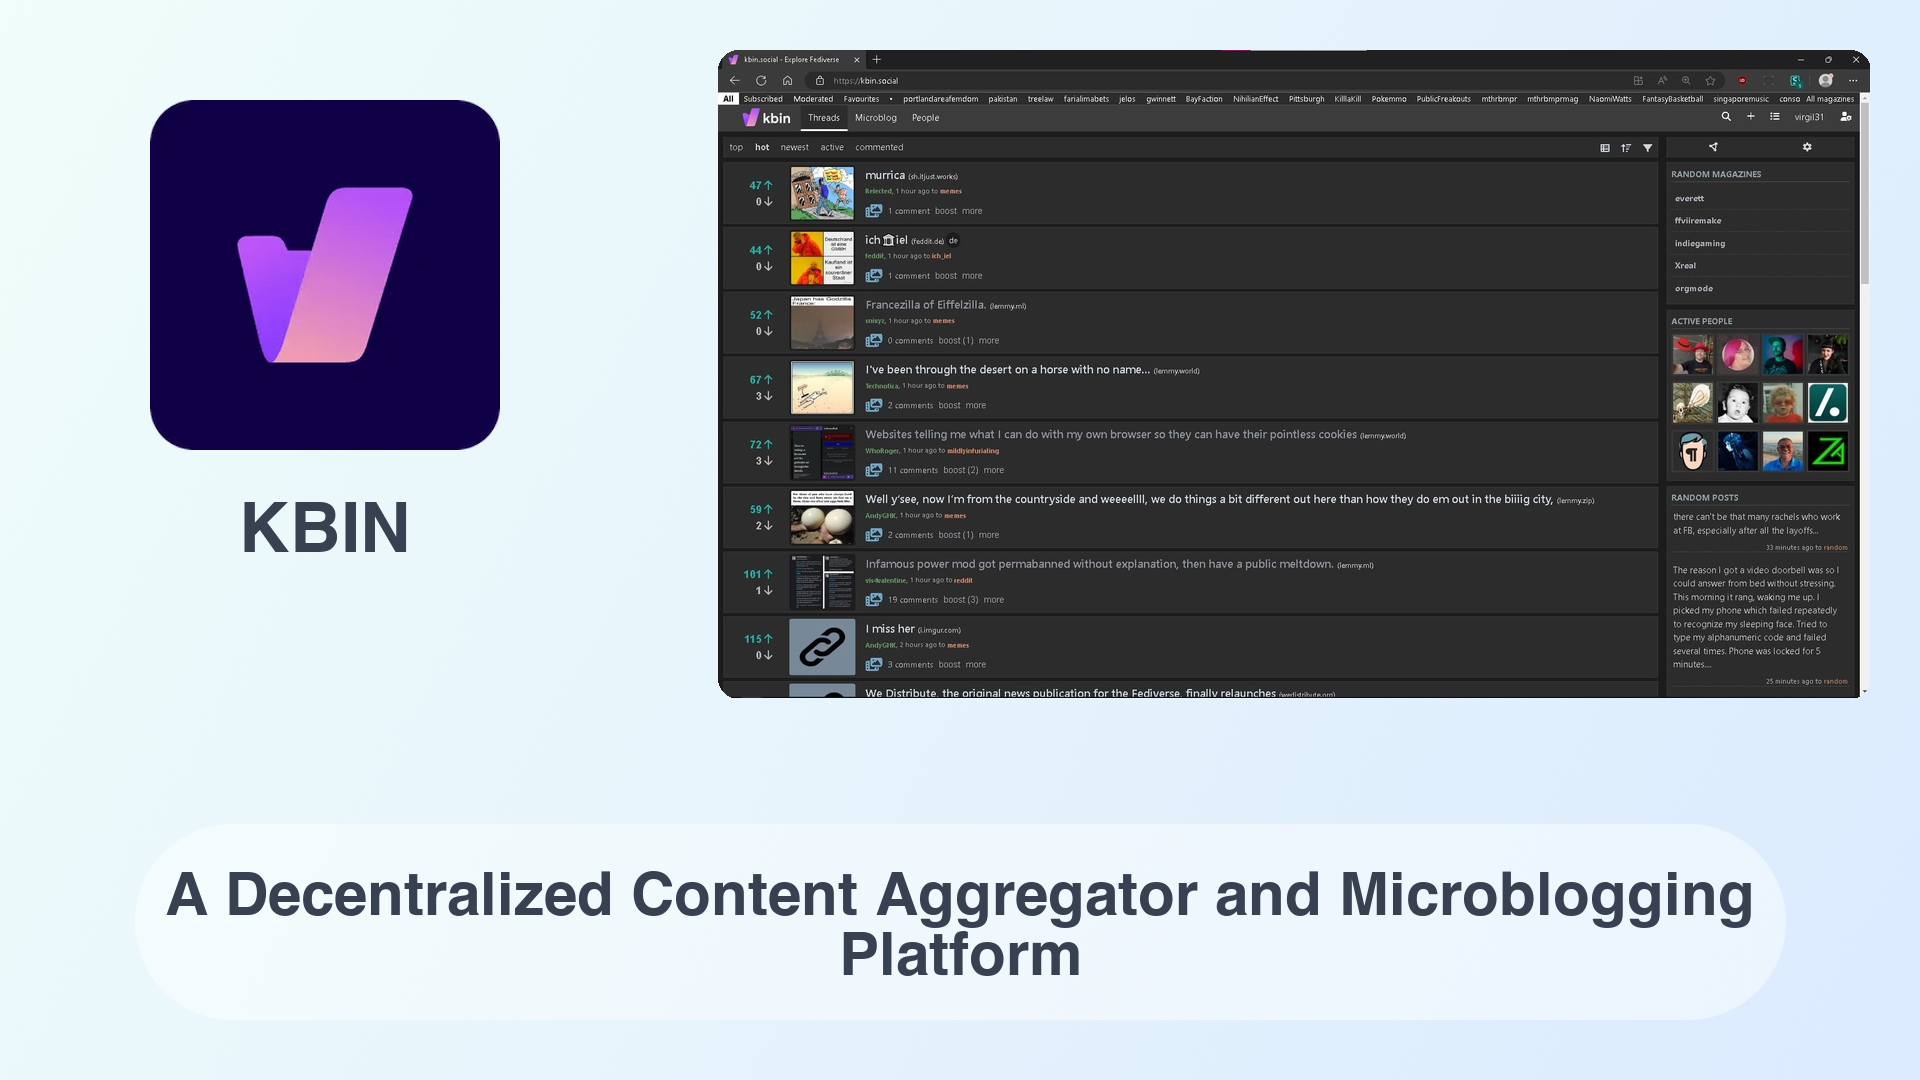 KBIN
kbin.social - Explore Fediverse
https://kbin.social
All Subscribed Moderated Favourites • portlandareafemdom pakistan treelaw farialimabets jelos gwinnett BayFaction NihilianEffect Pittsburgh KilllaKill Pokemmo PublicFreakouts mthrbmpr mthrbmprmag NaomiWatts FantasyBasketball singaporemusic conso All magazines
kbin Threads Microblog People virgil31
top hot newest active commented
47 0
murrica (sh.itjust.works)
Relected, 1 hour ago to memes
1 comment boost more
44 0
ich iel (feddit.de) de
feddit, 1 hour ago to ich_iel
1 comment boost more
Deutschland
ist eine
GMBH
Kaufland ist
ein
souveräner
Staat
52 0
Japan has Godzilla.
France:
Francezilla of Eiffelzilla. (lemmy.ml)
1 hour ago to memes
0 comments boost (1) more
67 3
I've been through the desert on a horse with no name... (lemmy.world)
Technotica, 1 hour ago to memes
2 comments boost more
72 3
Websites telling me what I can do with my own browser so they can have their pointless cookies (lemmy.world)
WhoRoger, 1 hour ago to mildlyinfuriating
11 comments boost (2) more
59 2
Well y'see, now I'm from the countryside and weeeellll, we do things a bit different out here than how they do em out in the biiiig city, (lemmy.zip)
AndyGHK, 1 hour ago to memes
2 comments boost (1) more
101 1
Infamous power mod got permabanned without explanation, then have a public meltdown. (lemmy.ml)
vis4valentine, 1 hour ago to reddit
19 comments boost (3) more
115 0
I miss her (i.imgur.com)
AndyGHK, 2 hours ago to memes
3 comments boost more
We Distribute, the original news publication for the Fediverse, finally relaunches (wedistribute.org)
RANDOM MAGAZINES
everett
ffviiremake
indiegaming
Xreal
orgmode
ACTIVE PEOPLE
RANDOM POSTS
there can't be that many rachels who work
at FB, especially after all the layoffs...
33 minutes ago to random
The reason I got a video doorbell was so I
could answer from bed without stressing.
This morning it rang, waking me up. I
picked my phone which failed repeatedly
to recognize my sleeping face. Tried to
type my alphanumeric code and failed
several times. Phone was locked for 5
minutes...
25 minutes ago to random
A Decentralized Content Aggregator and Microblogging
Platform